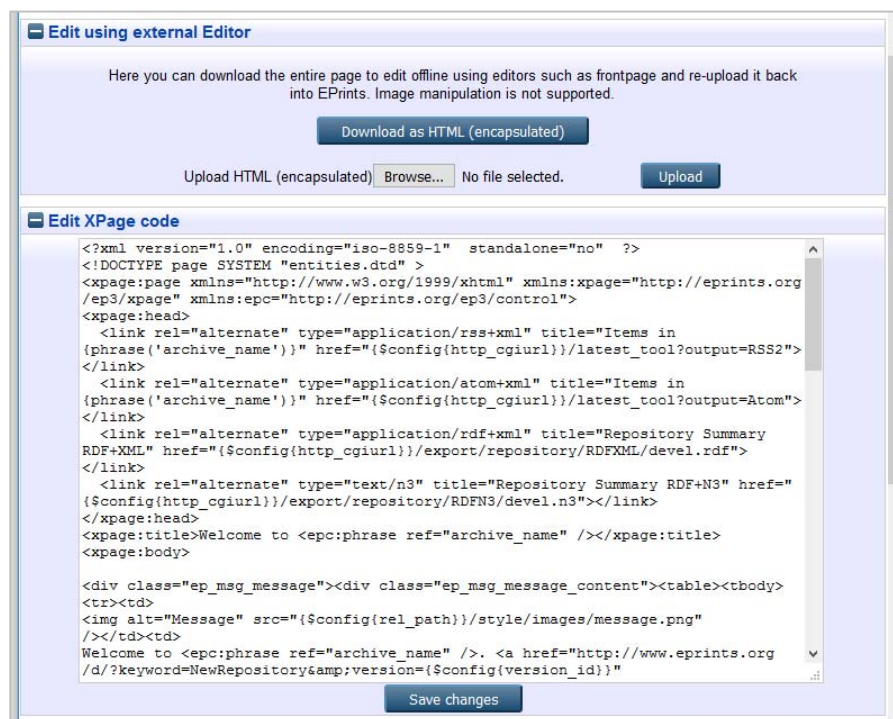 Edit using external Editor
Here you can download the entire page to edit offline using editors such as frontpage and re-upload it back
into EPrints. Image manipulation is not supported.
Download as HTML (encapsulated)
Upload HTML (encapsulated) Browse... No file selected. Upload
Edit XPage code
<?xml version="1.0" encoding="iso-8859-1"  standalone="no"  ?>
<!DOCTYPE page SYSTEM "entities.dtd" >
<xpage:page xmlns="http://www.w3.org/1999/xhtml" xmlns:xpage="http://eprints.org
/ep3/xpage" xmlns:epc="http://eprints.org/ep3/control">
<xpage:head>
  <link rel="alternate" type="application/rss+xml" title="Items in
{phrase('archive_name')}" href="{$config{http_cgiurl}}/latest_tool?output=RSS2">
</link>
  <link rel="alternate" type="application/atom+xml" title="Items in
{phrase('archive_name')}" href="{$config{http_cgiurl}}/latest_tool?output=Atom">
</link>
  <link rel="alternate" type="application/rdf+xml" title="Repository Summary
RDF+XML" href="{$config{http_cgiurl}}/export/repository/RDFXML/devel.rdf">
</link>
  <link rel="alternate" type="text/n3" title="Repository Summary RDF+N3" href="
{$config{http_cgiurl}}/export/repository/RDFN3/devel.n3"></link>
</xpage:head>
<xpage:title>Welcome to <epc:phrase ref="archive_name" /></xpage:title>
<xpage:body>
<div class="ep_msg_message"><div class="ep_msg_message_content"><table><tbody>
<tr><td>
<img alt="Message" src="{$config{rel_path}}/style/images/message.png"
/></td><td>
Welcome to <epc:phrase ref="archive_name" />. <a href="http://www.eprints.org
/d/?keyword=NewRepository&amp;version={$config{version_id}}"
Save changes